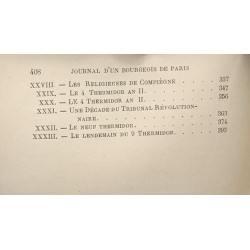 408 JOURNAL D'UN BOURGEOIS DE PARIS
XXVIII — LES RELIGIEUSES DE COMPIÈGNE 337
XXIX. — LE 4 THERMIDOR AN II. 347
XXX. — LE 4 THERMIDOR AN II. 356
XXXI. — UNE DÉCADE DU TRIBUNAL RÉVOLUTION-
NAIRE. 363
XXXII. — LE NEUF THERMIDOR. 374
XXXIII. — LE LENDEMAIN DU 9 THERMIDOR. 393